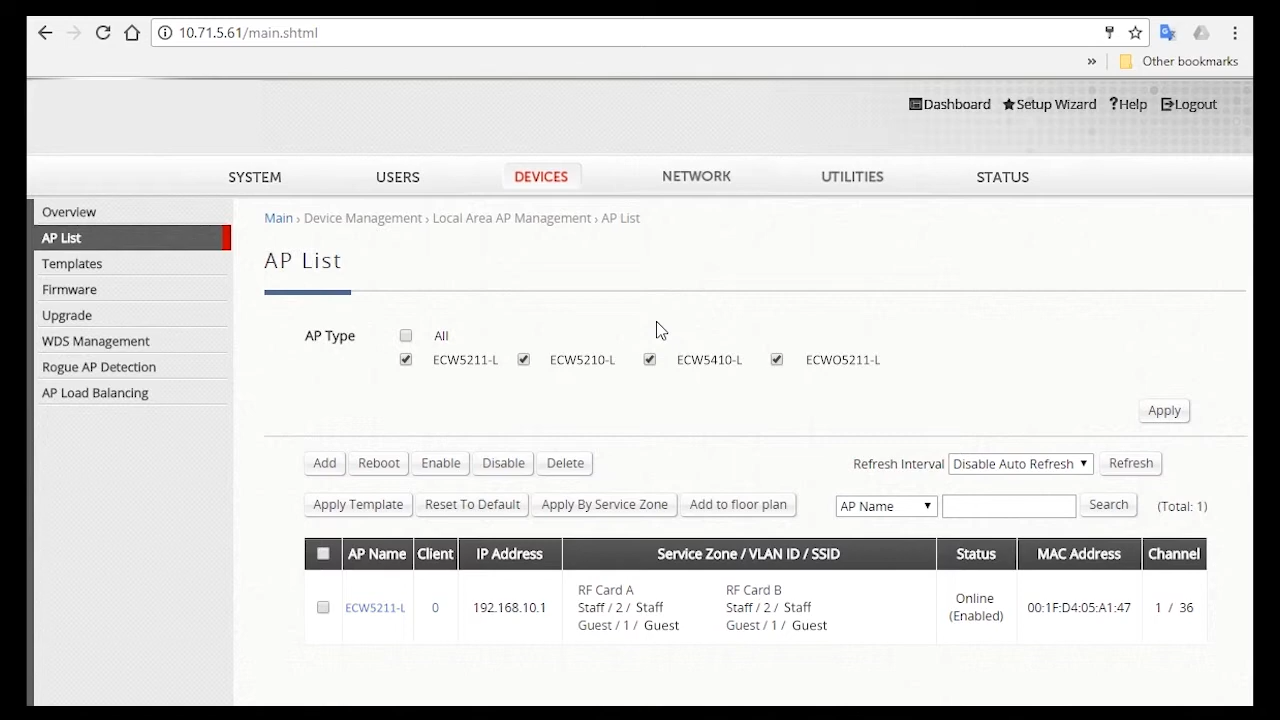 10.71.5.61/main.shtml
» Other bookmarks
Dashboard Setup Wizard ?Help Logout
SYSTEM USERS DEVICES NETWORK UTILITIES STATUS
Overview
AP List
Templates
Firmware
Upgrade
WDS Management
Rogue AP Detection
AP Load Balancing
Main › Device Management › Local Area AP Management › AP List
AP List
AP Type All
ECW5211-L ECW5210-L ECW5410-L ECWO5211-L
Apply
Add Reboot Enable Disable Delete Refresh Interval Disable Auto Refresh Refresh
Apply Template Reset To Default Apply By Service Zone Add to floor plan AP Name Search (Total: 1)
AP Name Client IP Address Service Zone / VLAN ID / SSID Status MAC Address Channel
RF Card A RF Card B
ECW5211-L 0 192.168.10.1 Staff / 2 / Staff Staff / 2 / Staff Online 00:1F:D4:05:A1:47 1 / 36
Guest / 1 / Guest Guest / 1 / Guest (Enabled)